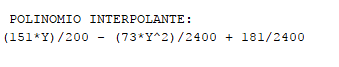 POLINOMIO INTERPOLANTE:
(151*Y)/200 - (73*Y^2)/2400 + 181/2400